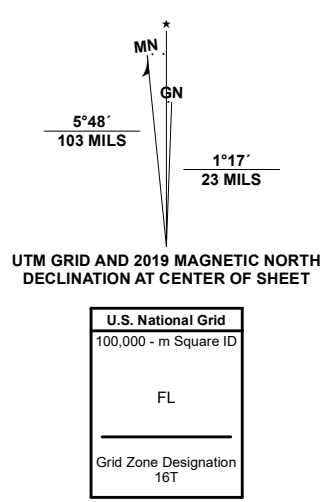 MN
GN
5°48´
103 MILS
1°17´
23 MILS
UTM GRID AND 2019 MAGNETIC NORTH
DECLINATION AT CENTER OF SHEET
U.S. National Grid
100,000 - m Square ID
FL
Grid Zone Designation
16T